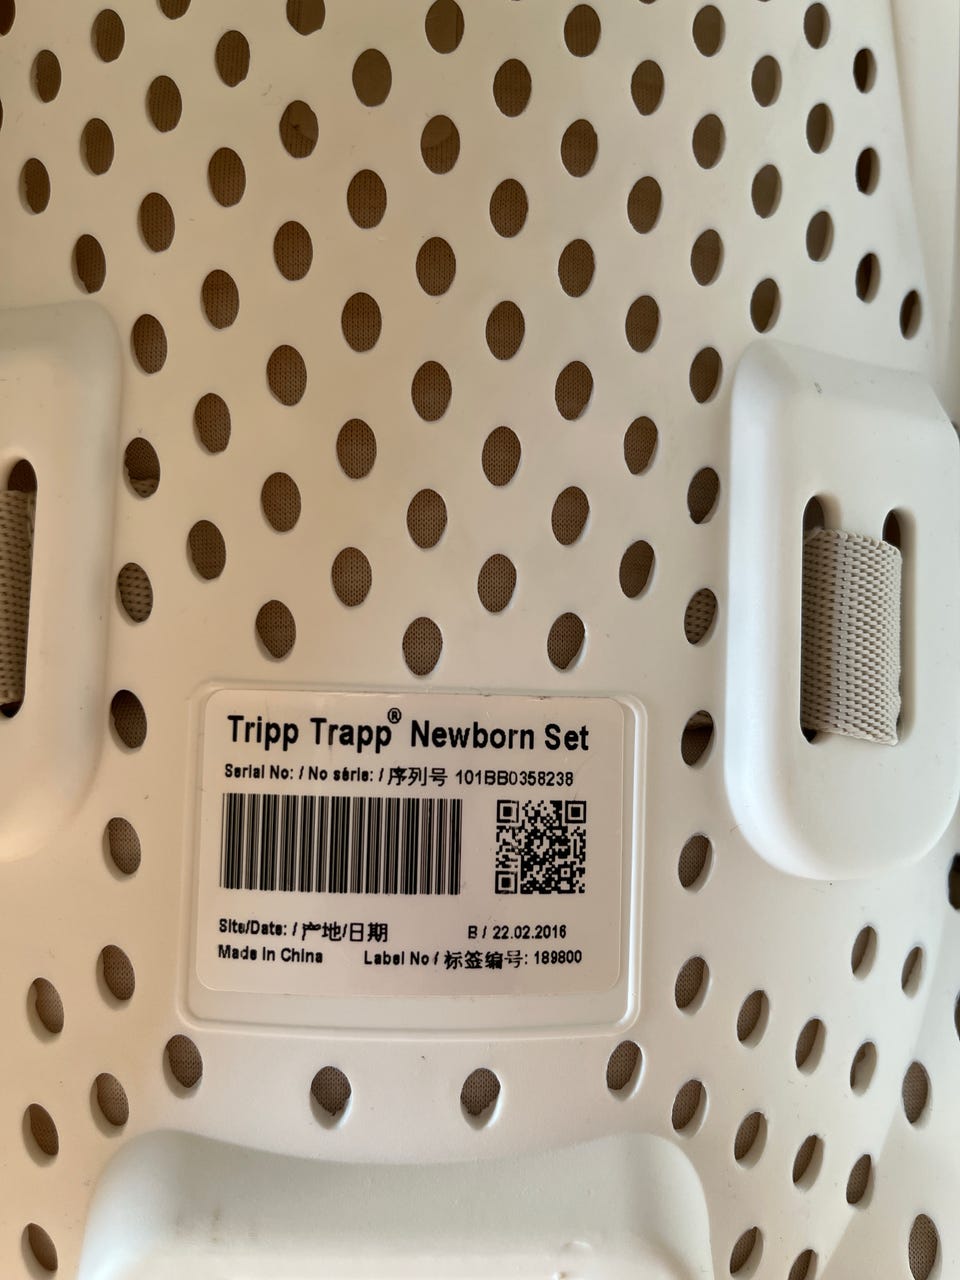 Tripp Trapp® Newborn Set
Serial No: / No série: / 序列号 101BB0358238
Site/Date: / 产地/日期 B / 22.02.2016
Made in China Label No / 标签编号: 189800